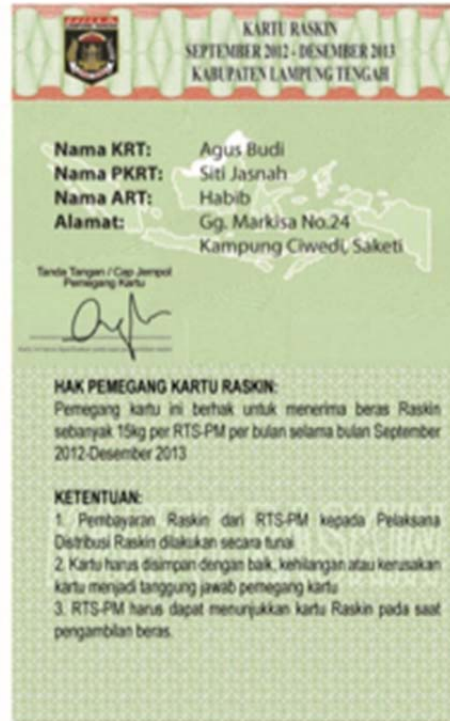 KARTU RASKIN
SEPTEMBER 2012 - DESEMBER 2013
KABUPATEN LAMPUNG TENGAH
Nama KRT: Agus Budi
Nama PKRT: Siti Jasnah
Nama ART: Habib
Alamat: Gg. Markisa No.24
Kampung Ciwedi, Saketi
Tanda Tangan / Cap Jempol
Pemegang Kartu
HAK PEMEGANG KARTU RASKIN:
Pemegang kartu ini berhak untuk menerima beras Raskin
sebanyak 15kg per RTS-PM per bulan selama bulan September
2012-Desember 2013
KETENTUAN:
1. Pembayaran Raskin dari RTS-PM kepada Pelaksana
Distribusi Raskin dilakukan secara tunai
2. Kartu harus disimpan dengan baik, kehilangan atau kerusakan
kartu menjadi tanggung jawab pemegang kartu
3. RTS-PM harus dapat menunjukkan kartu Raskin pada saat
pengambilan beras.